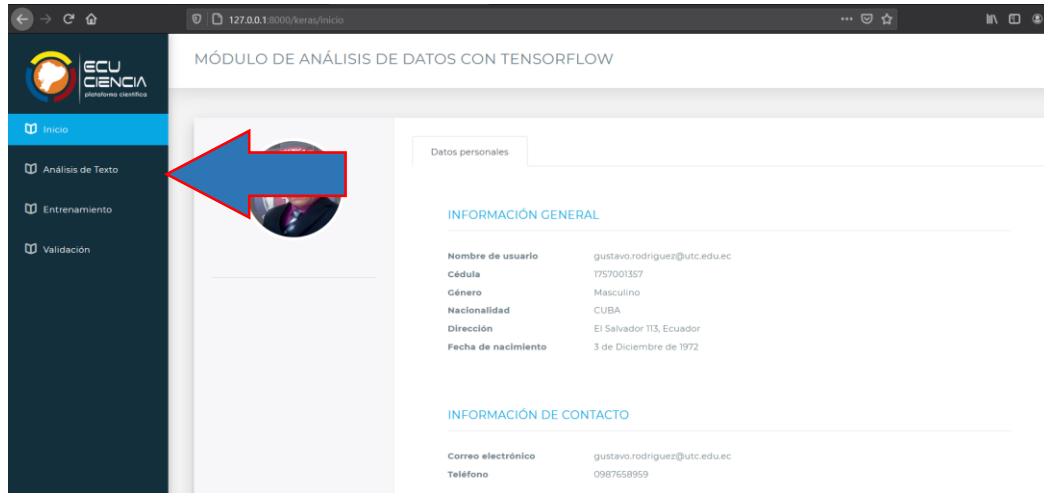 127.0.0.1:8000/keras/inicio
ECU
CIENCIA
plataforma científica
MÓDULO DE ANÁLISIS DE DATOS CON TENSORFLOW
Inicio
Análisis de Texto
Entrenamiento
Validación
Datos personales
INFORMACIÓN GENERAL
Nombre de usuario gustavo.rodriguez@utc.edu.ec
Cédula 1757001357
Género Masculino
Nacionalidad CUBA
Dirección El Salvador 113, Ecuador
Fecha de nacimiento 3 de Diciembre de 1972
INFORMACIÓN DE CONTACTO
Correo electrónico gustavo.rodriguez@utc.edu.ec
Teléfono 0987658959